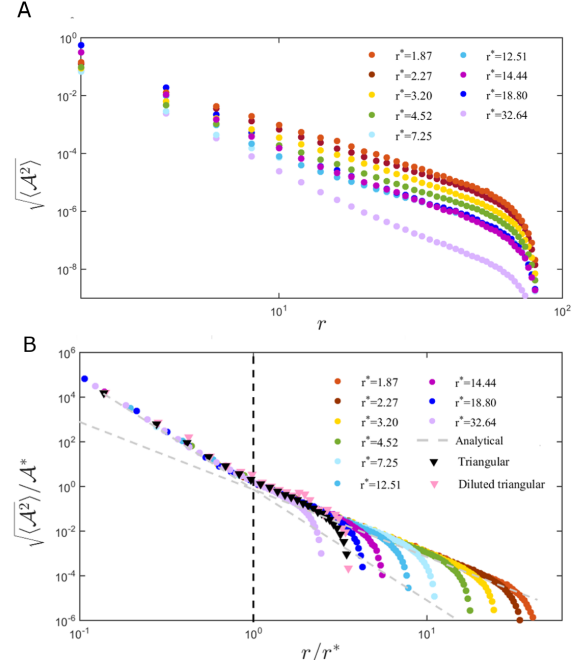 A
10^0
r*=1.87
r*=12.51
r*=2.27
r*=14.44
10^-2
r*=3.20
r*=18.80
r*=4.52
r*=32.64
r*=7.25
10^-4
10^-6
10^-8
√⟨𝒜²⟩
10^1
10^2
r
B
10^6
r*=1.87
r*=14.44
10^4
r*=2.27
r*=18.80
r*=3.20
r*=32.64
10^2
r*=4.52
Analytical
r*=7.25
Triangular
r*=12.51
Diluted triangular
10^0
10^-2
10^-4
10^-6
√⟨𝒜²⟩/𝒜*
10^-1
10^0
10^1
r/r*